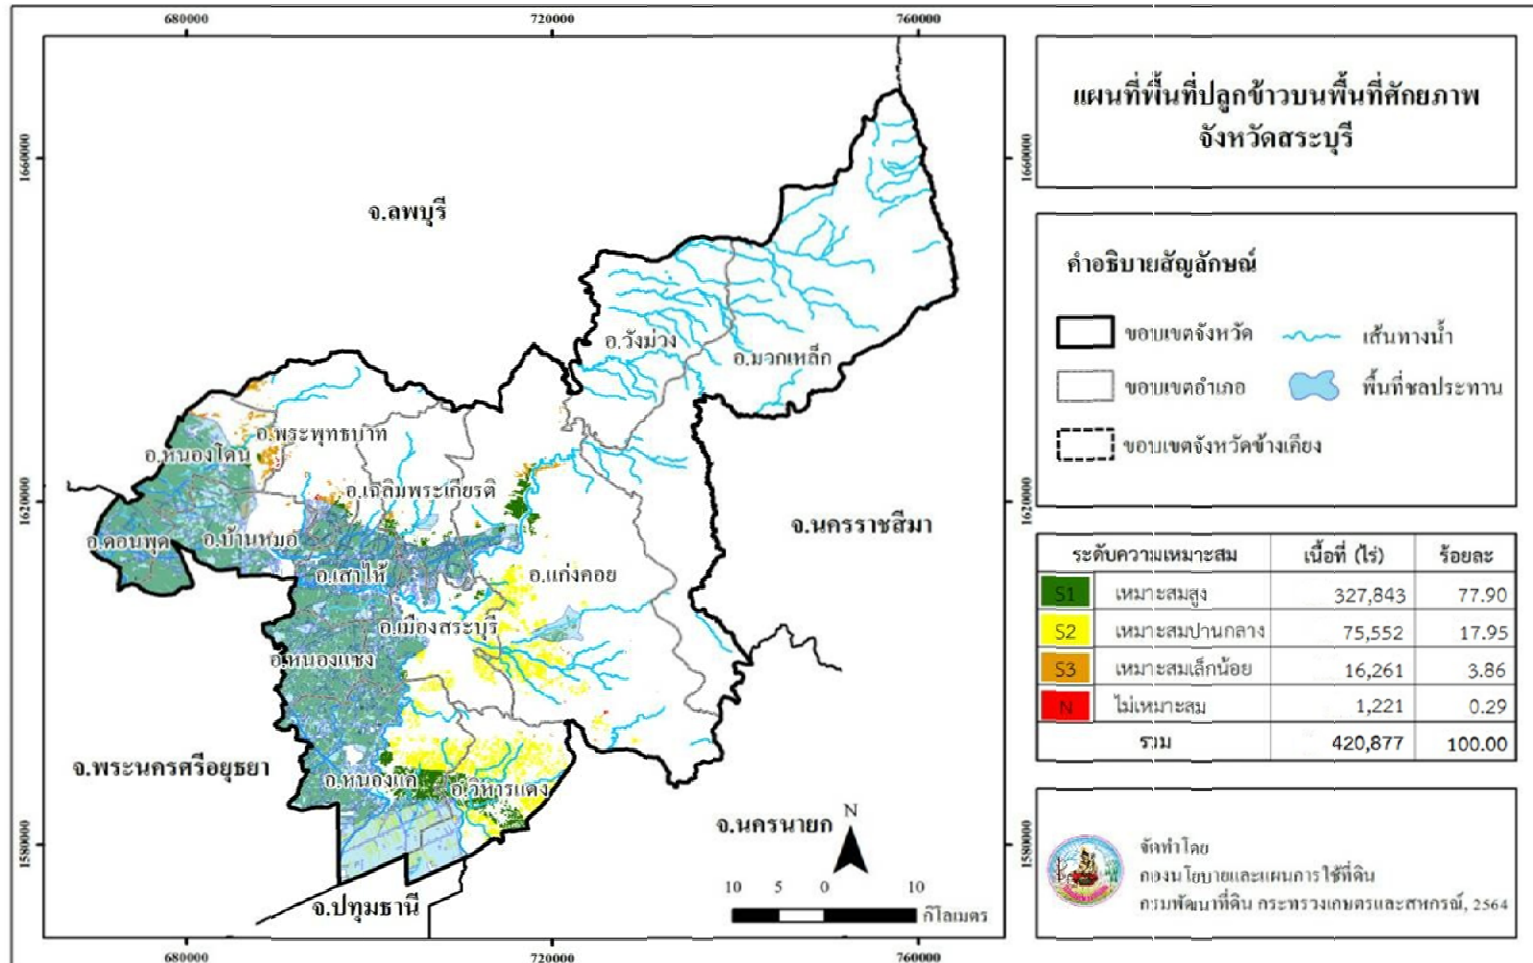 680000 720000 760000
แผนที่พื้นที่ปลูกข้าวบนพื้นที่ศักยภาพ
จังหวัดสระบุรี
1660000 1660000
จ.ลพบุรี
คำอธิบายสัญลักษณ์
ขอบเขตจังหวัด เส้นทางน้ำ
ขอบเขตอำเภอ พื้นที่ชลประทาน
ขอบเขตจังหวัดข้างเคียง
อ.วังม่วง
อ.มวกเหล็ก
อ.พระพุทธบาท
อ.หนองโดน
อ.เฉลิมพระเกียรติ
1620000 1620000
จ.นครราชสีมา
อ.ดอนพุด อ.บ้านหมอ
อ.เสาไห้ อ.แก่งคอย
อ.เมืองสระบุรี
อ.หนองแซง
จ.พระนครศรีอยุธยา
อ.หนองแค อ.วิหารแดง
ระดับความเหมาะสม เนื้อที่ (ไร่) ร้อยละ
S1 เหมาะสมสูง 327,843 77.90
S2 เหมาะสมปานกลาง 75,552 17.95
S3 เหมาะสมเล็กน้อย 16,261 3.86
N ไม่เหมาะสม 1,221 0.29
รวม 420,877 100.00
จ.นครนายก
N
1580000 1580000
10 5 0 10
กิโลเมตร
จ.ปทุมธานี
จัดทำโดย
กองนโยบายและแผนการใช้ที่ดิน
กรมพัฒนาที่ดิน กระทรวงเกษตรและสหกรณ์, 2564
680000 720000 760000